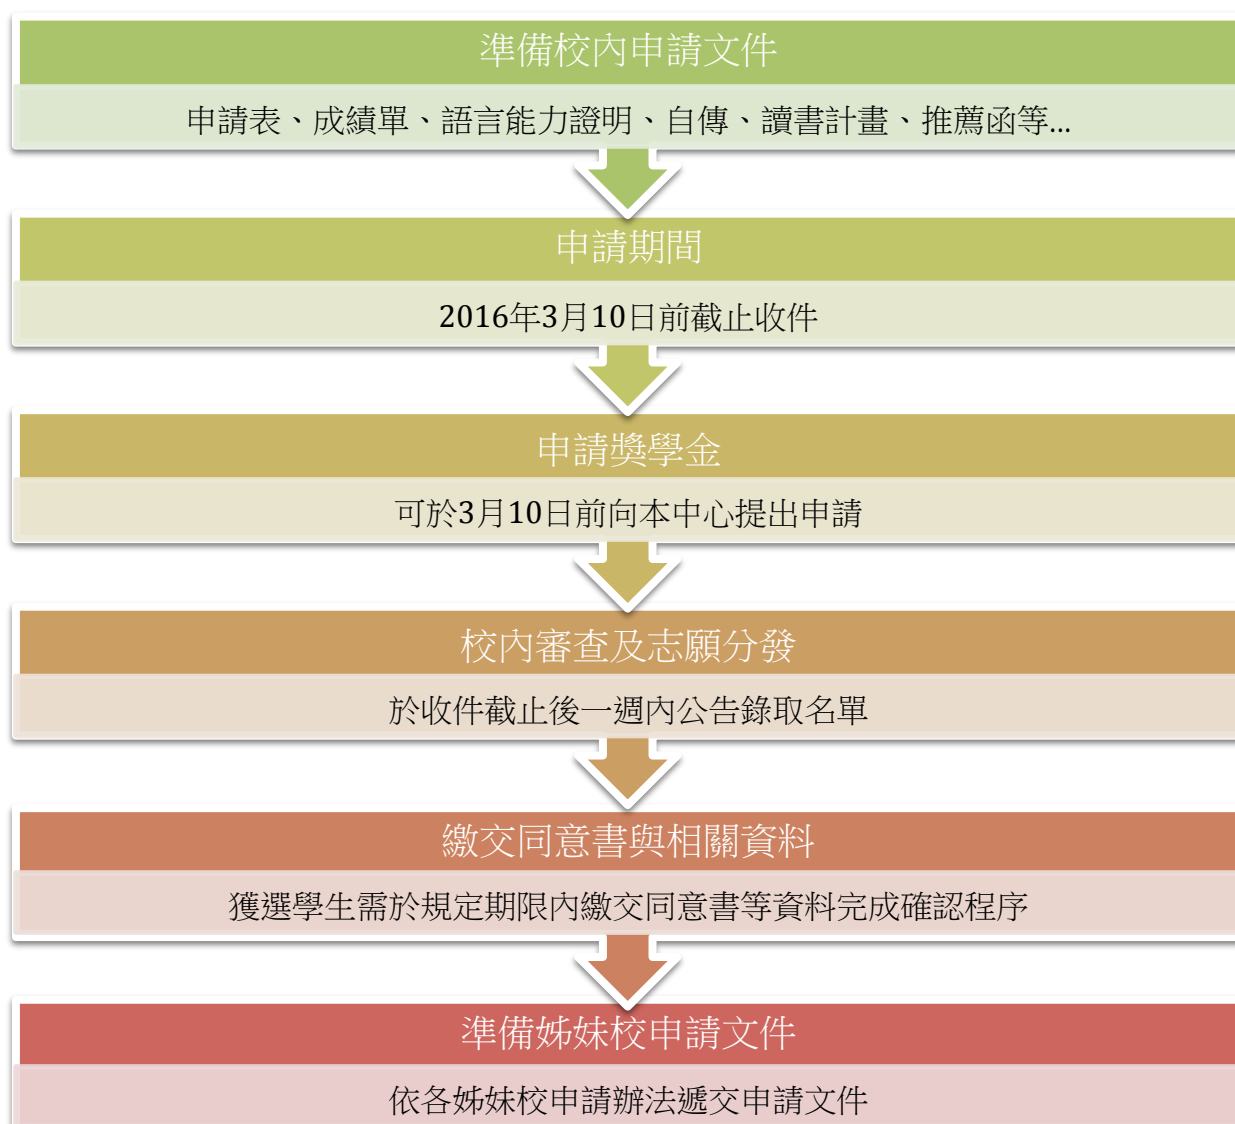 準備校內申請文件
申請表、成績單、語言能力證明、自傳、讀書計畫、推薦函等...
申請期間
2016年3月10日前截止收件
申請獎學金
可於3月10日前向本中心提出申請
校內審查及志願分發
於收件截止後一週內公告錄取名單
繳交同意書與相關資料
獲選學生需於規定期限內繳交同意書等資料完成確認程序
準備姊妹校申請文件
依各姊妹校申請辦法遞交申請文件